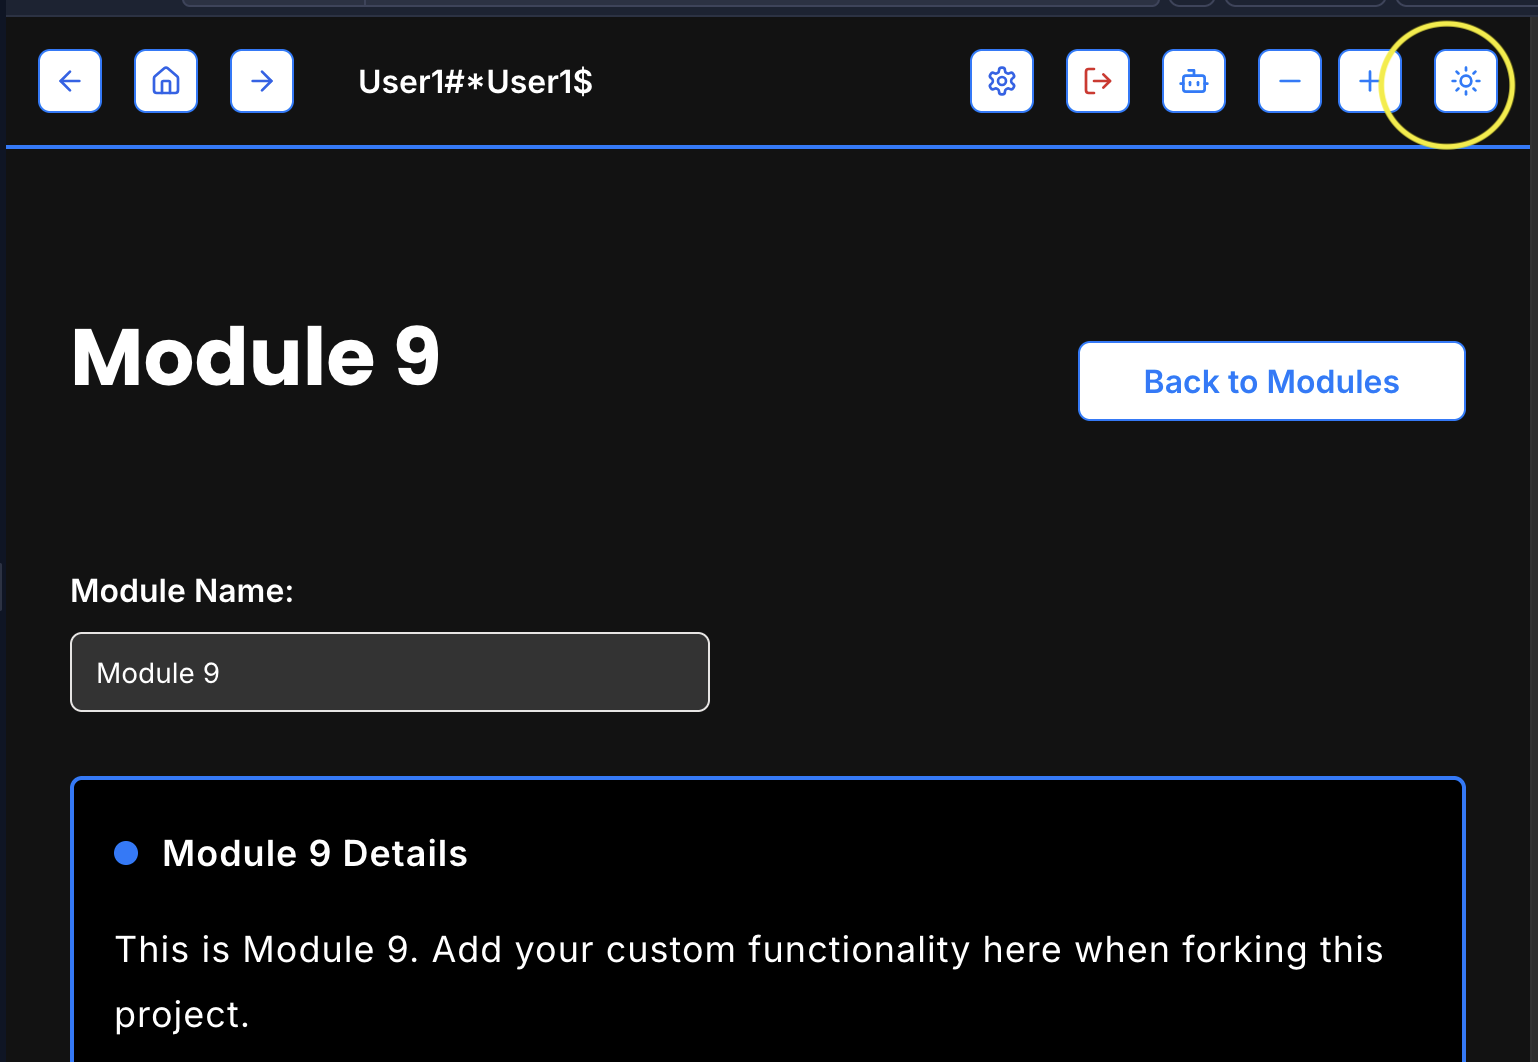 User1#*User1$
Module 9
Back to Modules
Module Name:
Module 9
Module 9 Details
This is Module 9. Add your custom functionality here when forking this
project.